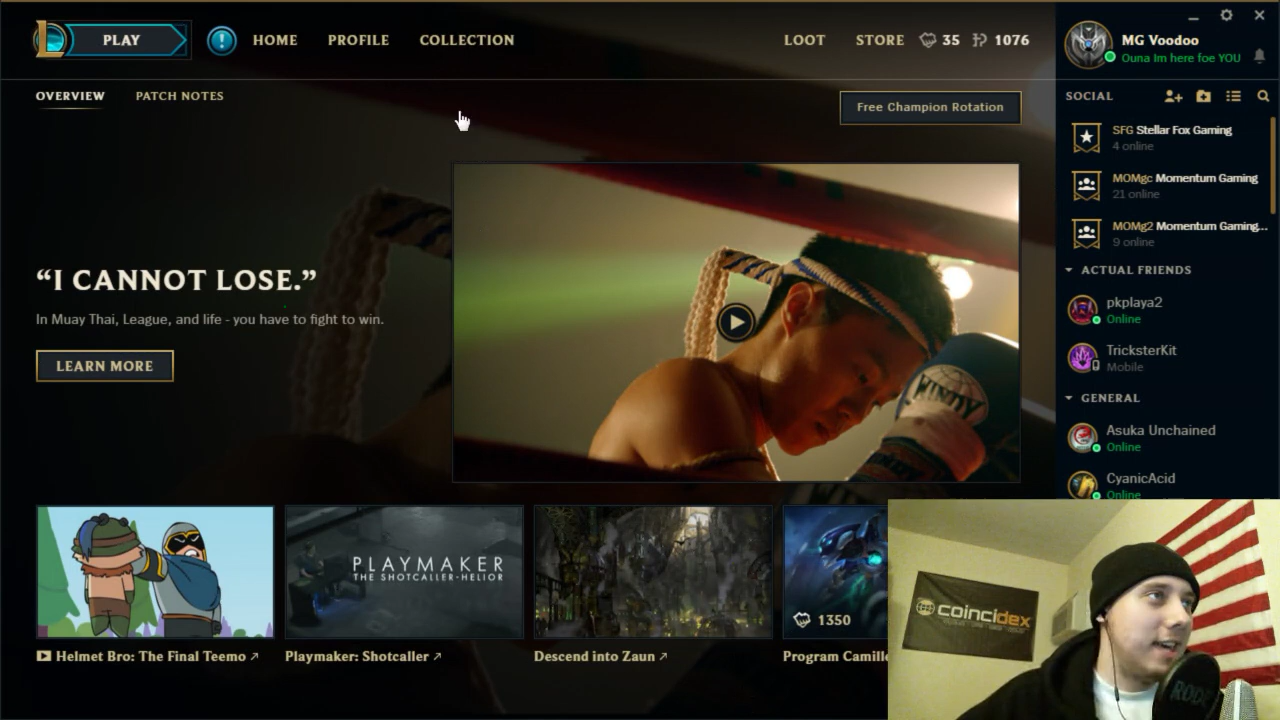 PLAY
HOME
PROFILE
COLLECTION
LOOT
STORE
35
1076
MG Voodoo
Ouna Im here foe YOU
OVERVIEW
PATCH NOTES
Free Champion Rotation
SOCIAL
SFG Stellar Fox Gaming
4 online
MOMgc Momentum Gaming
21 online
MOMg2 Momentum Gaming...
9 online
ACTUAL FRIENDS
pkplaya2
Online
TricksterKit
Mobile
GENERAL
Asuka Unchained
Online
CyanicAcid
Online
“I CANNOT LOSE.”
In Muay Thai, League, and life - you have to fight to win.
LEARN MORE
WINDY
PLAYMAKER
THE SHOTCALLER-HELIOR
1350
Helmet Bro: The Final Teemo
Playmaker: Shotcaller
Descend into Zaun
Program Camille
coincidex
RODE